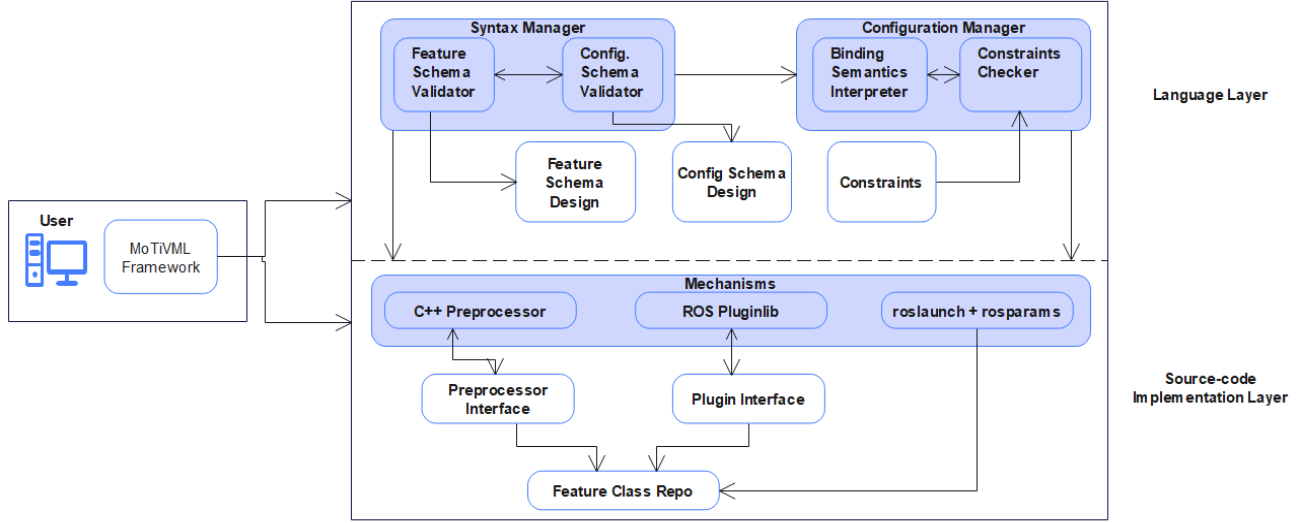 Syntax Manager
Feature
Schema
Validator
Config.
Schema
Validator
Configuration Manager
Binding
Semantics
Interpreter
Constraints
Checker
Language Layer
Feature
Schema
Design
Config Schema
Design
Constraints
User
MoTiVML
Framework
Mechanisms
C++ Preprocessor
ROS Pluginlib
roslaunch + rosparams
Preprocessor
Interface
Plugin Interface
Source-code
Implementation Layer
Feature Class Repo